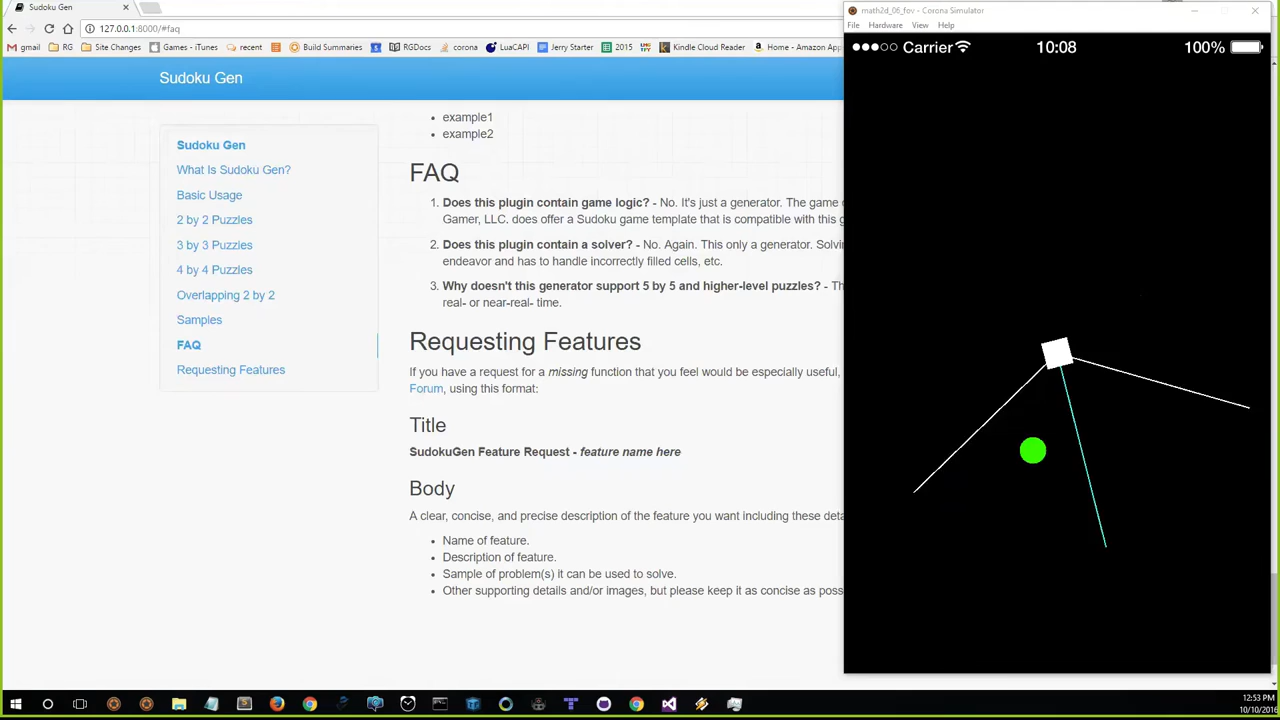 Sudoku Gen
127.0.0.1:8000/#faq
gmail
RG
Site Changes
Games - iTunes
recent
Build Summaries
RGDocs
corona
LuaCAPI
Jerry Starter
2015
Kindle Cloud Reader
Home - Amazon
Sudoku Gen
Sudoku Gen
What Is Sudoku Gen?
Basic Usage
2 by 2 Puzzles
3 by 3 Puzzles
4 by 4 Puzzles
Overlapping 2 by 2
Samples
FAQ
Requesting Features
example1
example2
FAQ
1. Does this plugin contain game logic? - No. It's just a generator. The game
Gamer, LLC. does offer a Sudoku game template that is compatible with this
2. Does this plugin contain a solver? - No. Again. This only a generator.
endeavor and has to handle incorrectly filled cells, etc.
3. Why doesn't this generator support 5 by 5 and higher-level puzzles? -
real- or near-real- time.
Requesting Features
If you have a request for a missing function that you feel would be especially useful,
Forum, using this format:
Title
SudokuGen Feature Request - feature name here
Body
A clear, concise, and precise description of the feature you want including these
Name of feature.
Description of feature.
Sample of problem(s) it can be used to solve.
Other supporting details and/or images, but please keep it as concise as
math2d_06_fov - Corona Simulator
File Hardware View Help
Carrier
10:08
100%
12:53 PM
10/10/2016